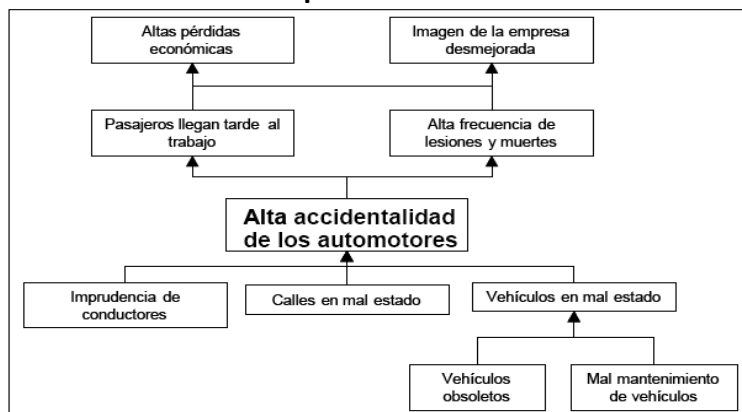 Altas pérdidas
económicas
Imagen de la empresa
desmejorada
Pasajeros llegan tarde al
trabajo
Alta frecuencia de
lesiones y muertes
Alta accidentalidad
de los automotores
Imprudencia de
conductores
Calles en mal estado
Vehículos en mal estado
Vehículos
obsoletos
Mal mantenimiento
de vehículos